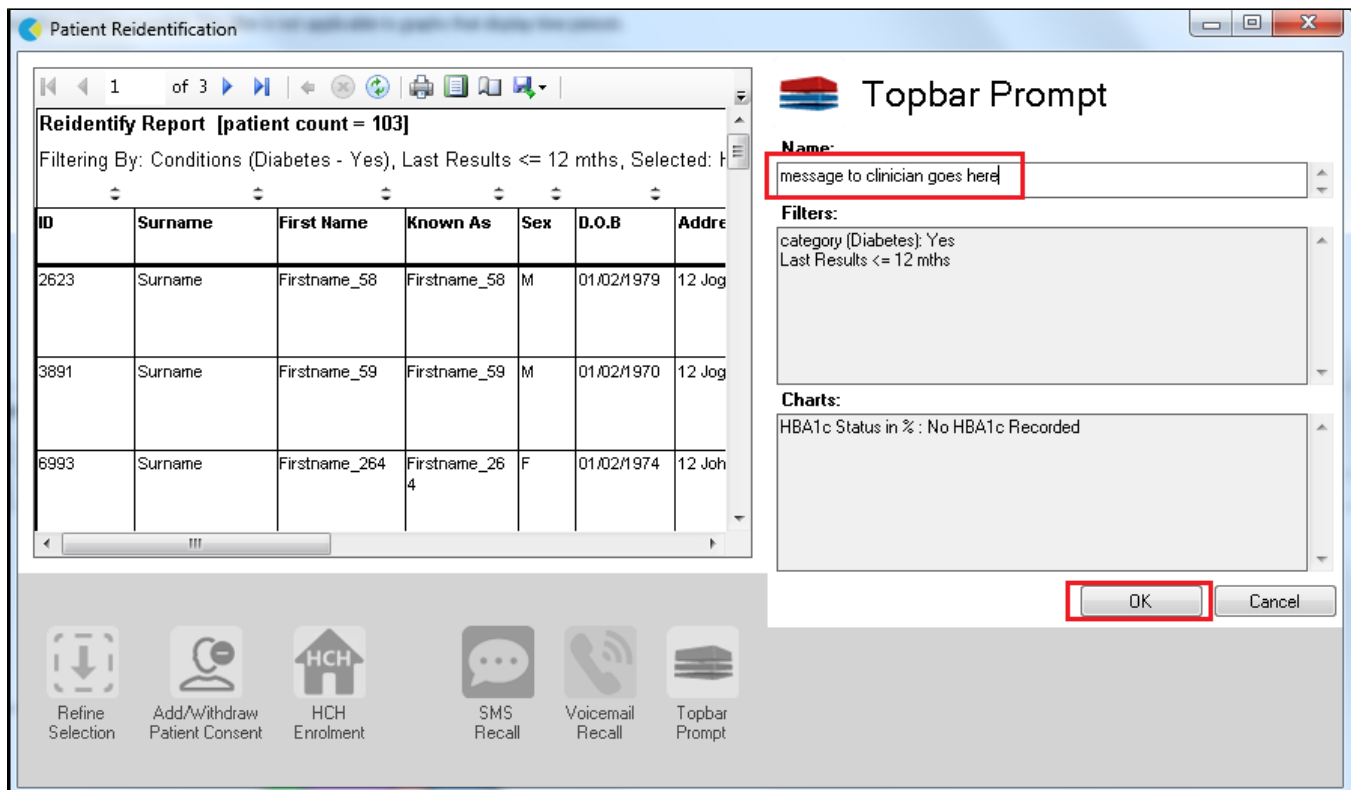 Patient Reidentification
1 of 3
Reidentify Report [patient count = 103]
Filtering By: Conditions (Diabetes - Yes), Last Results <= 12 mths, Selected: H
ID Surname First Name Known As Sex D.O.B Addre
2623 Surname Firstname_58 Firstname_58 M 01/02/1979 12 Jog
3891 Surname Firstname_59 Firstname_59 M 01/02/1970 12 Jog
6993 Surname Firstname_264 Firstname_26 F 01/02/1974 12 Joh
4
Topbar Prompt
Name:
message to clinician goes here
Filters:
category (Diabetes): Yes
Last Results <= 12 mths
Charts:
HBA1c Status in % : No HBA1c Recorded
OK Cancel
HCH
Refine Selection
Add/Withdraw Patient Consent
HCH Enrolment
SMS Recall
Voicemail Recall
Topbar Prompt